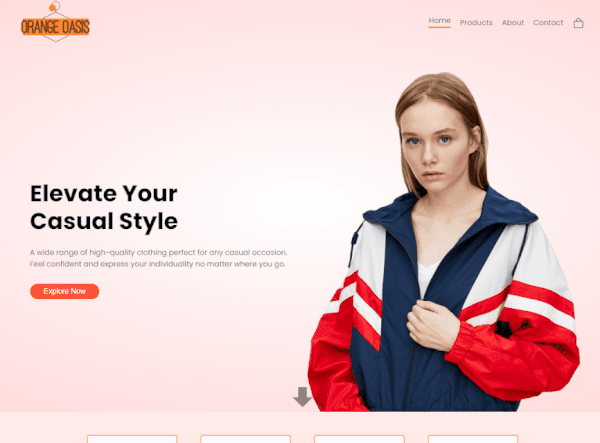 ORANGE OASIS
Home Products About Contact
Elevate Your
Casual Style
A wide range of high-quality clothing perfect for any casual occasion.
Feel confident and express your individuality no matter where you go.
Explore Now